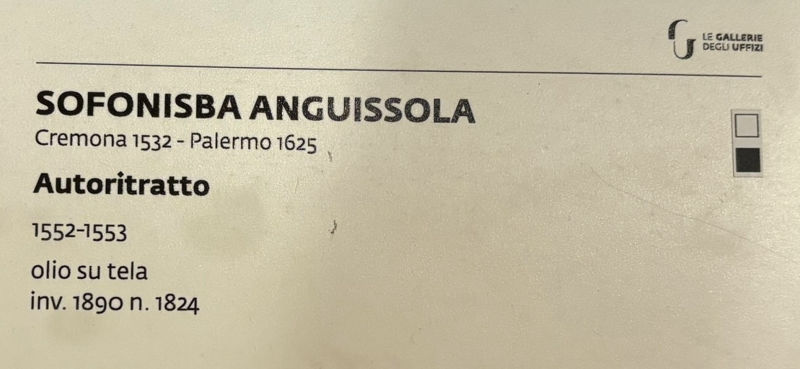 LE GALLERIE
DEGLI UFFIZI
SOFONISBA ANGUISSOLA
Cremona 1532 - Palermo 1625
Autoritratto
1552-1553
olio su tela
inv. 1890 n. 1824